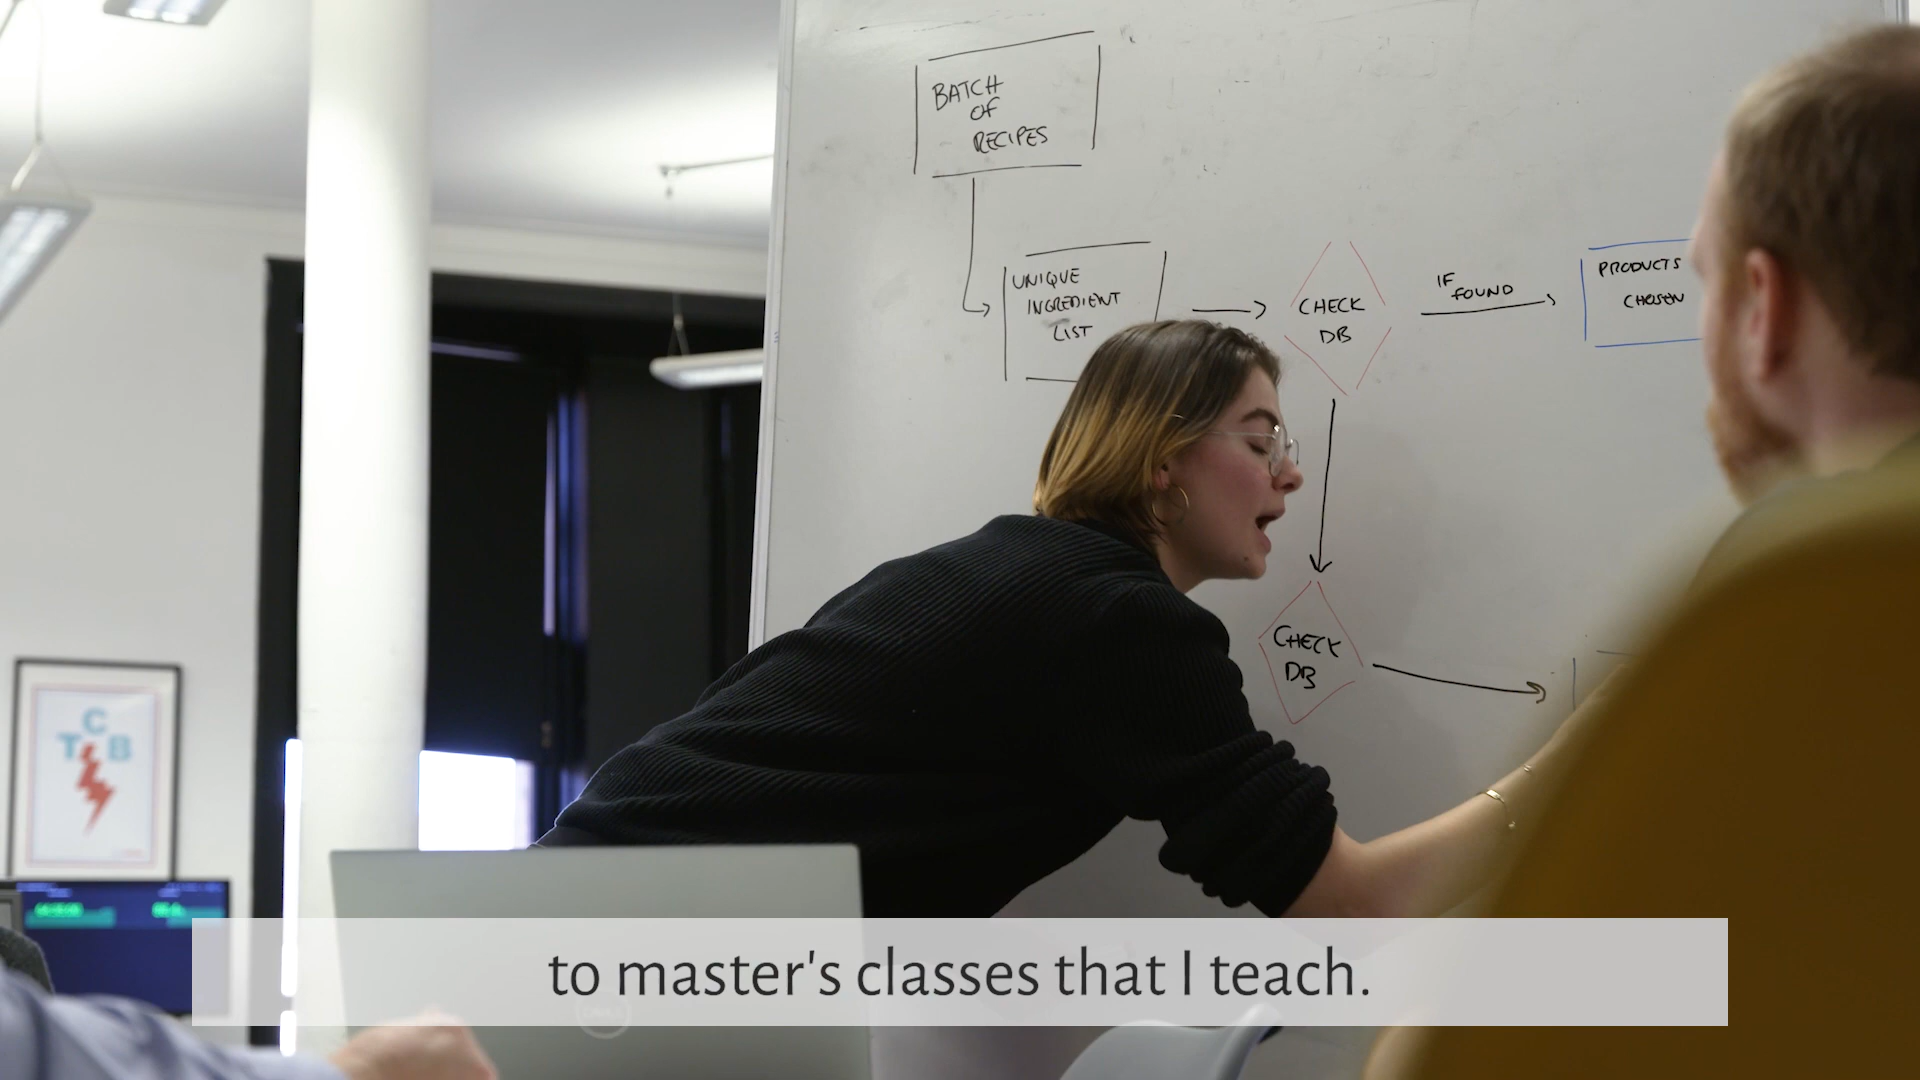 BATCH
OF
RECIPES
UNIQUE
INGREDIENT
LIST
CHECK
DB
IF
FOUND
PRODUCTS
CHOSEN
CHECK
DB
C
T B
to master's classes that I teach.